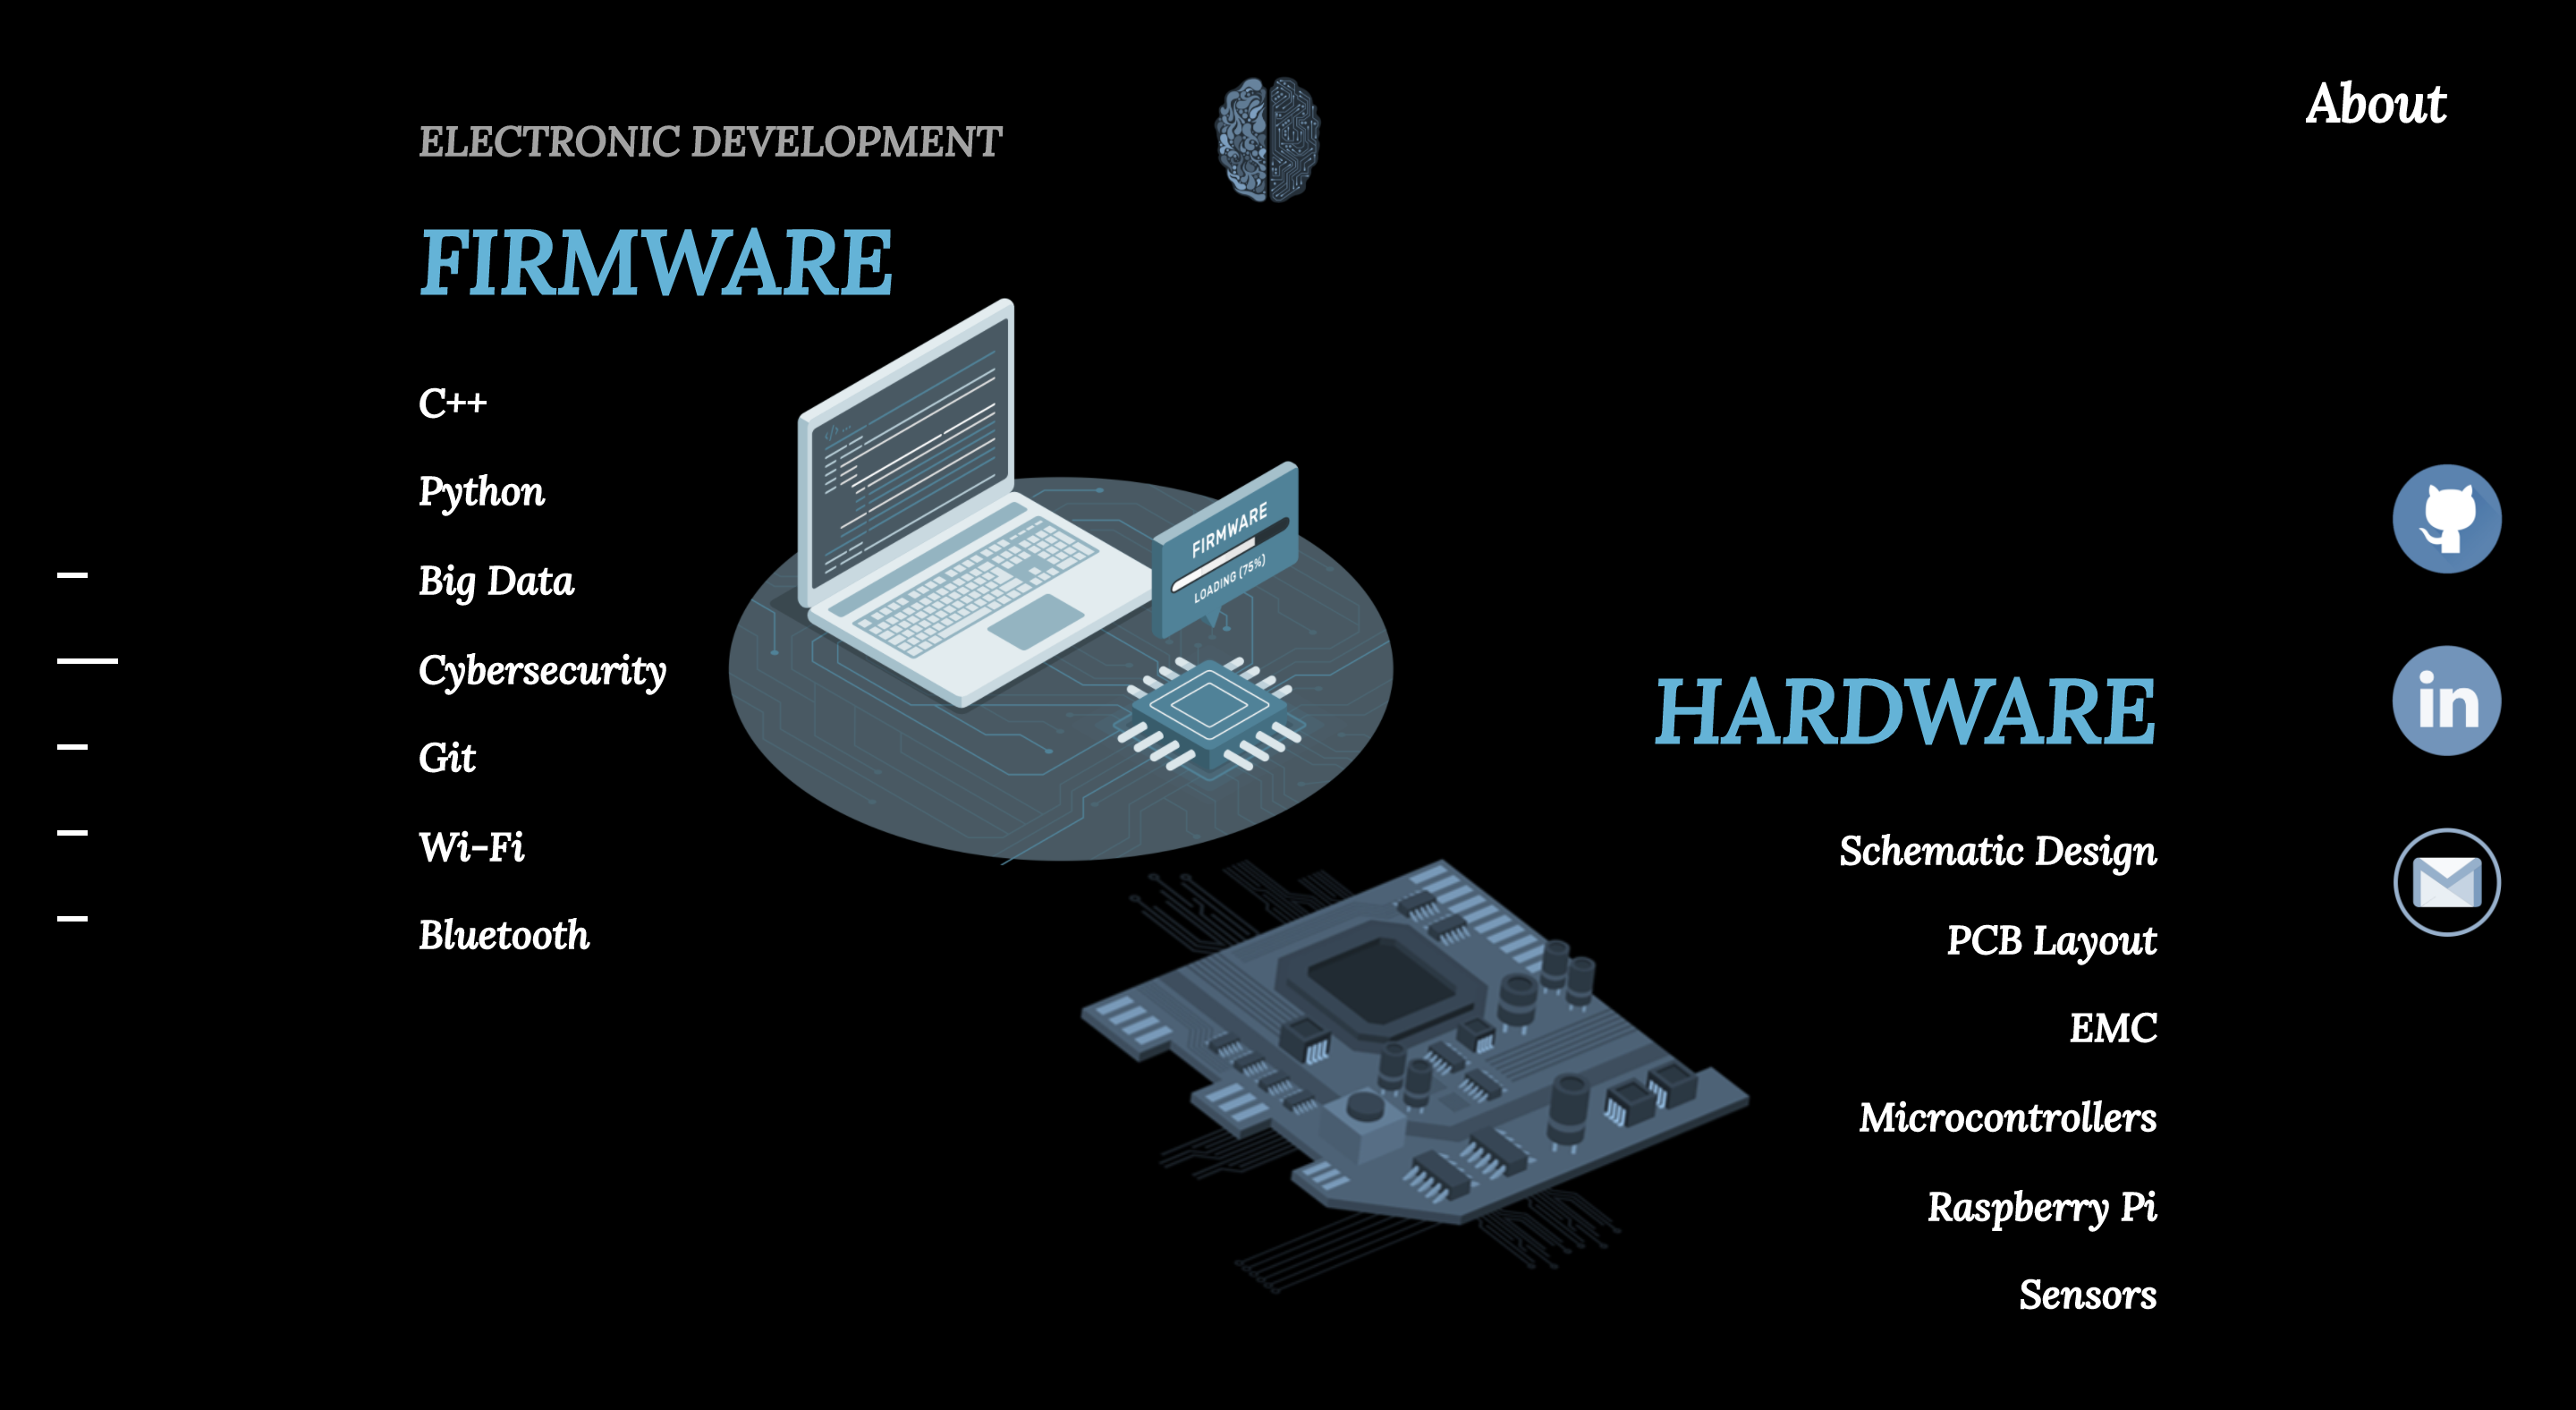 About
ELECTRONIC DEVELOPMENT
FIRMWARE
C++
Python
Big Data
Cybersecurity
Git
Wi-Fi
Bluetooth
FIRMWARE
LOADING (75%)
HARDWARE
Schematic Design
PCB Layout
EMC
Microcontrollers
Raspberry Pi
Sensors
in